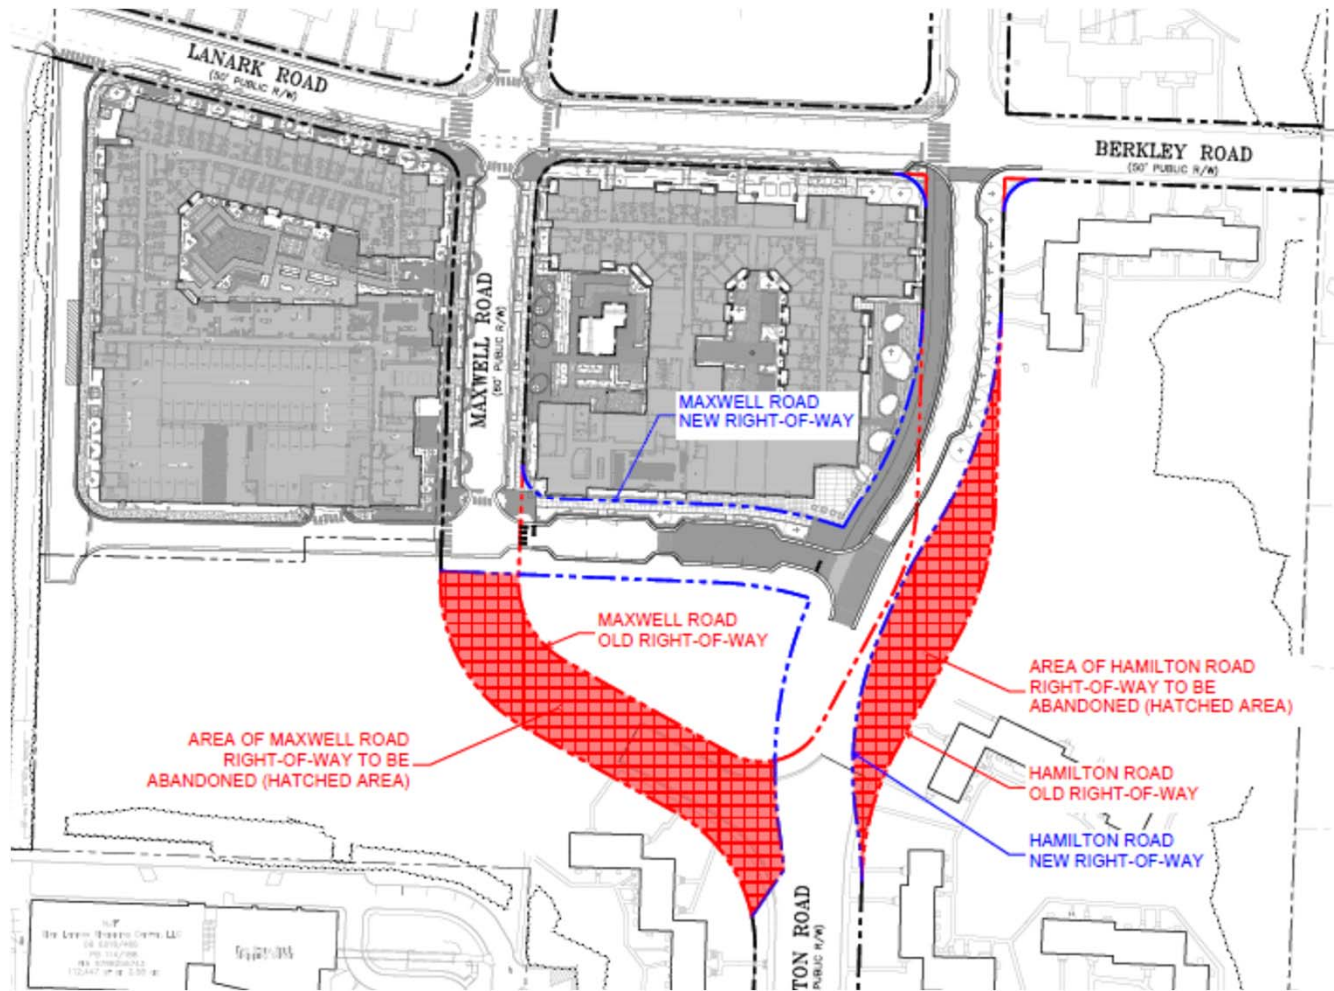 LANARK ROAD
(50' PUBLIC R/W)
BERKLEY ROAD
(50' PUBLIC R/W)
MAXWELL ROAD
(60' PUBLIC R/W)
MAXWELL ROAD
NEW RIGHT-OF-WAY
MAXWELL ROAD
OLD RIGHT-OF-WAY
AREA OF HAMILTON ROAD
RIGHT-OF-WAY TO BE
ABANDONED (HATCHED AREA)
AREA OF MAXWELL ROAD
RIGHT-OF-WAY TO BE
ABANDONED (HATCHED AREA)
HAMILTON ROAD
OLD RIGHT-OF-WAY
HAMILTON ROAD
NEW RIGHT-OF-WAY
TON ROAD
PUBLIC R/W)